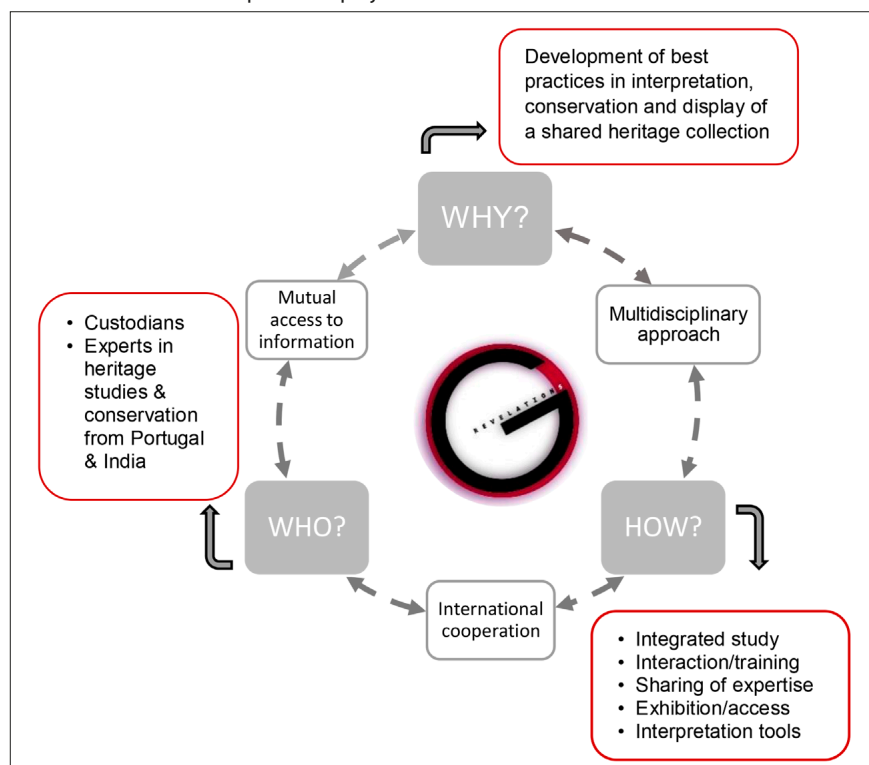 Development of best
practices in interpretation,
conservation and display of
a shared heritage collection
WHY?
Mutual
access to
information
Multidisciplinary
approach
• Custodians
• Experts in
heritage
studies &
conservation
from Portugal
& India
REVELATIONS
WHO?
HOW?
International
cooperation
• Integrated study
• Interaction/training
• Sharing of expertise
• Exhibition/access
• Interpretation tools